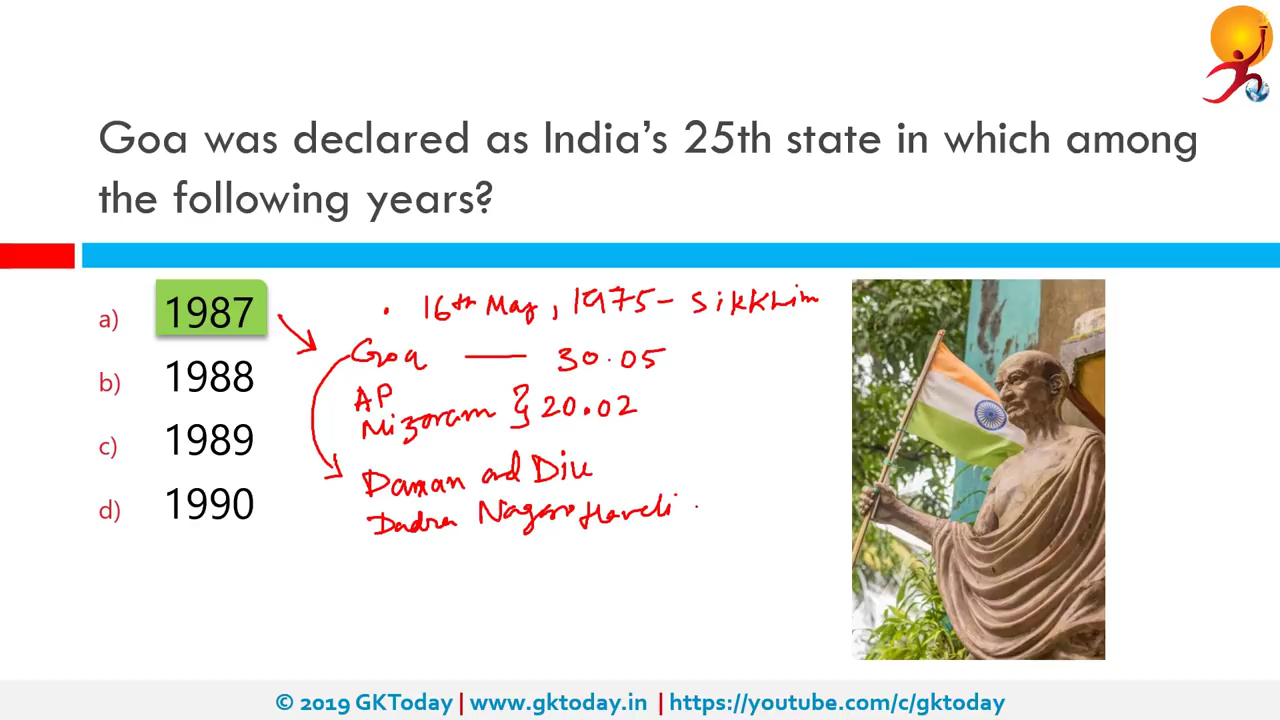 Goa was declared as India's 25th state in which among
the following years?
a) 1987
b) 1988
c) 1989
d) 1990
. 16th May, 1975 - Sikkhim
Goa — 30.05
AP
Mizoram } 20.02
Daman and Diu
Dadra Nagar Haveli .
© 2019 GKToday | www.gktoday.in | https://youtube.com/c/gktoday